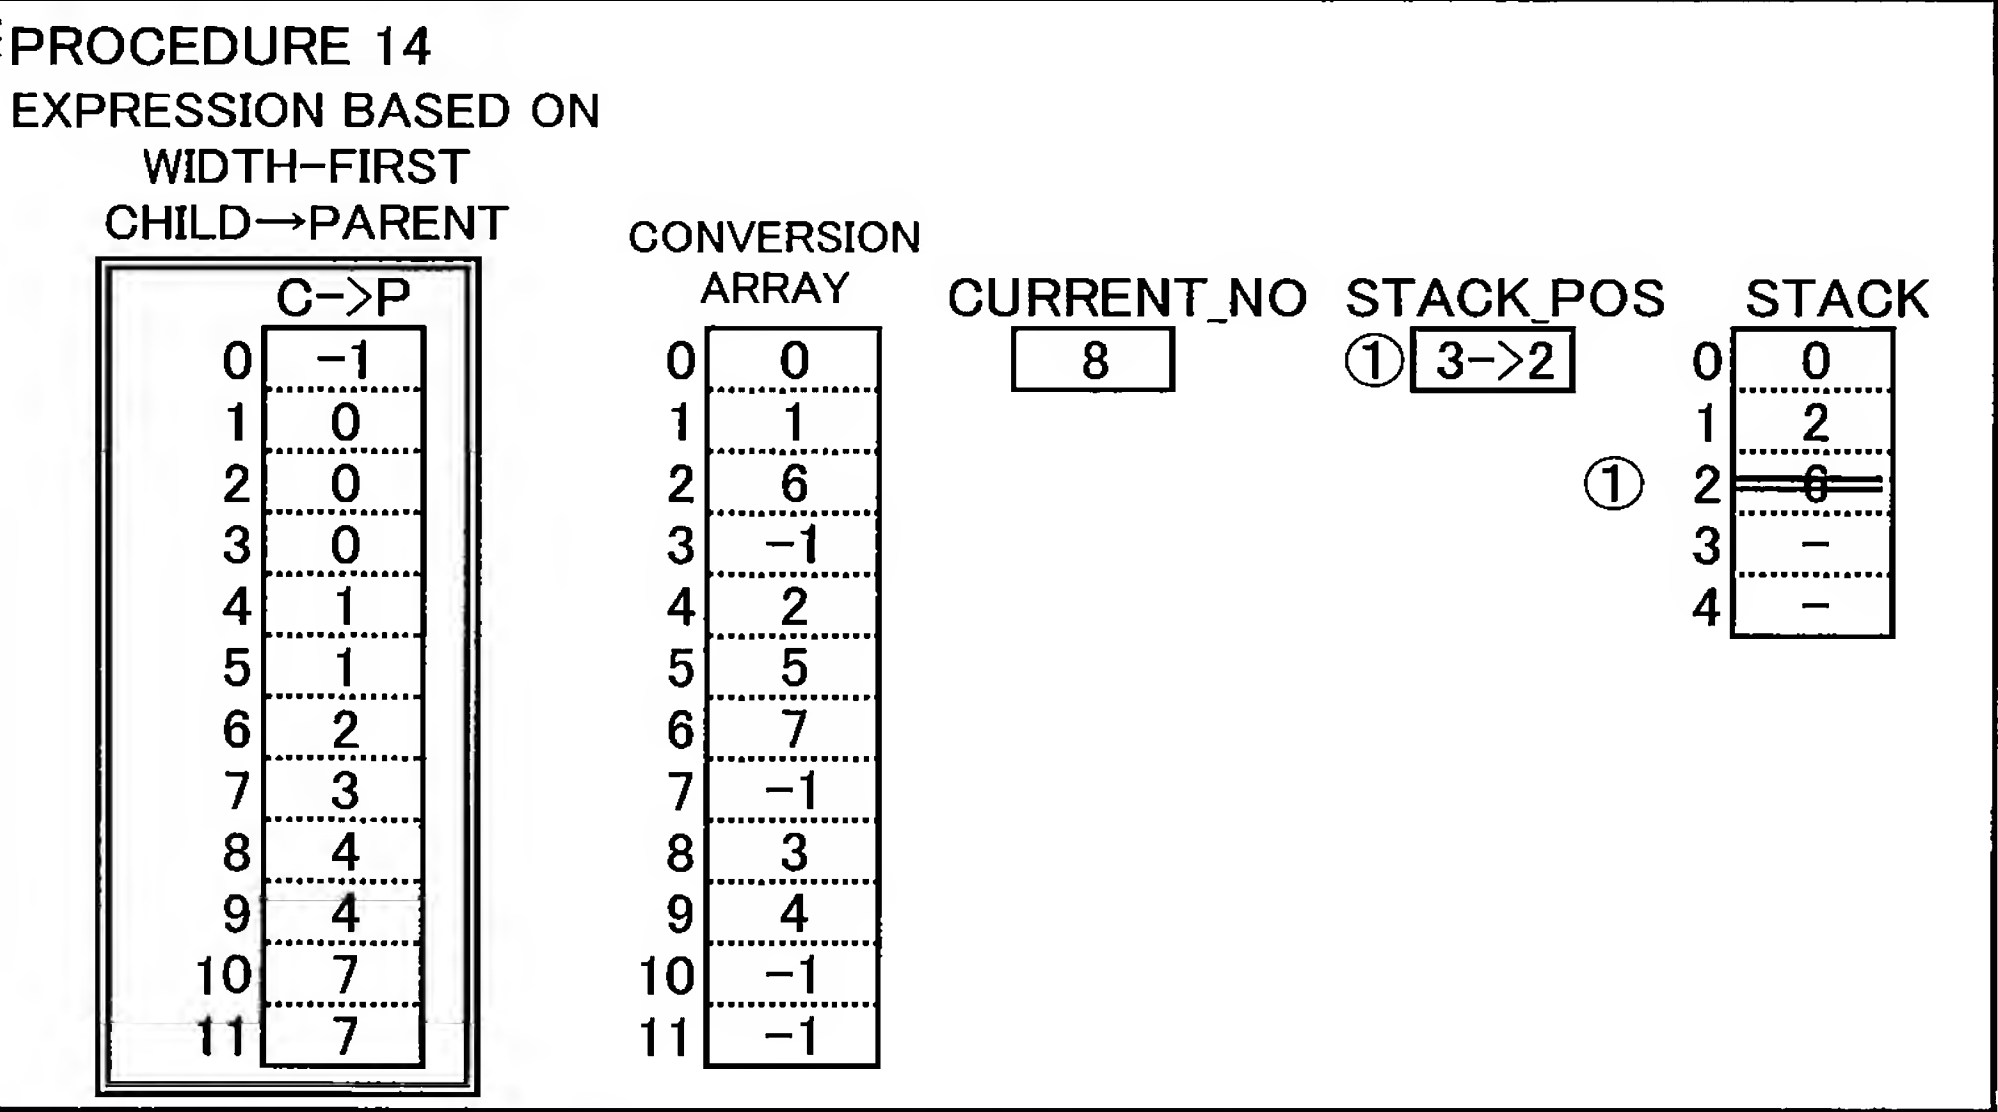 PROCEDURE 14
EXPRESSION BASED ON
WIDTH-FIRST
CHILD→PARENT
CONVERSION
ARRAY
CURRENT_NO STACK_POS STACK
C->P
0 -1 0 0 8 ① 3->2 0 0
1 0 1 1 1 2
2 0 2 6 ① 2 6
3 0 3 -1 3 -
4 1 4 2 4 -
5 1 5 5
6 2 6 7
7 3 7 -1
8 4 8 3
9 4 9 4
10 7 10 -1
11 7 11 -1